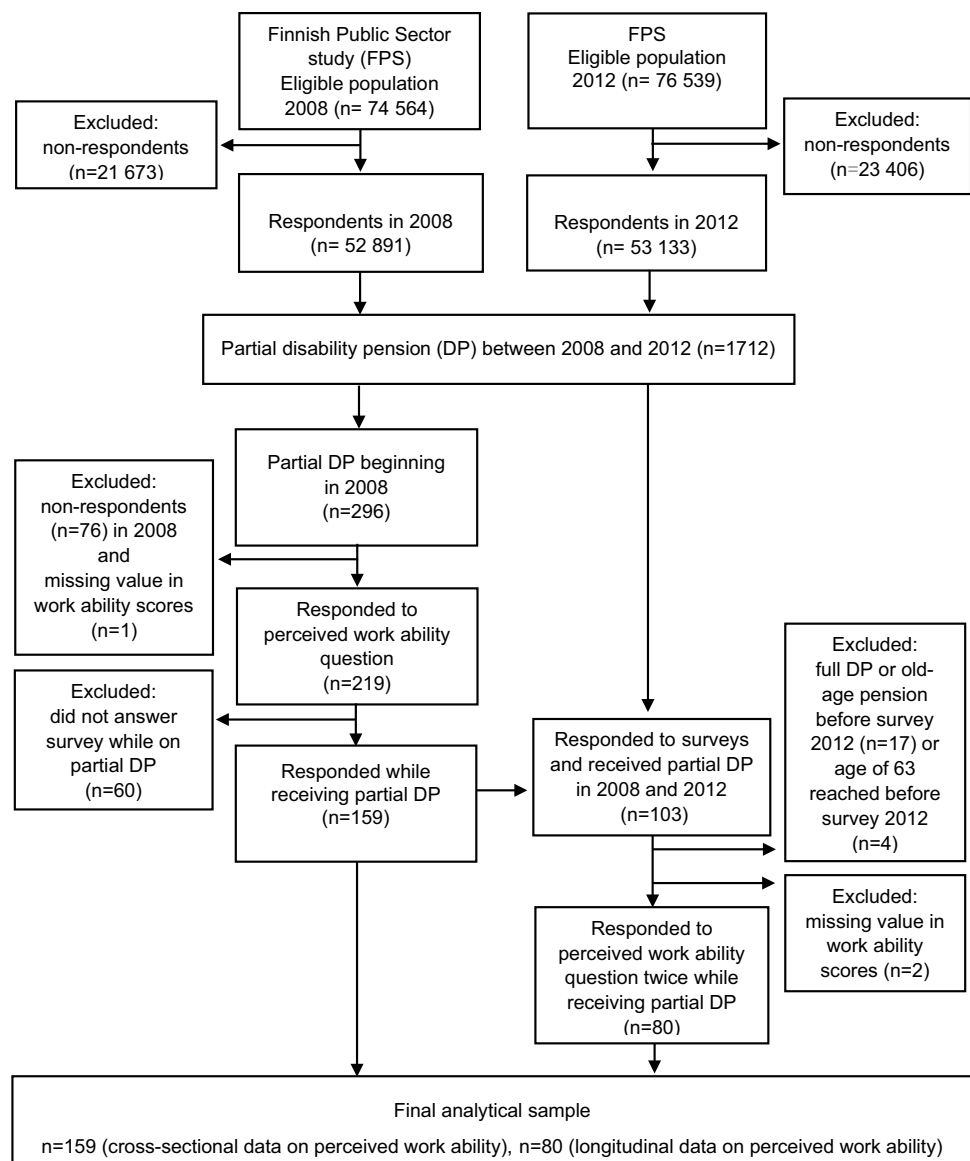 Finnish Public Sector
study (FPS)
Eligible population
2008 (n= 74 564)
FPS
Eligible population
2012 (n= 76 539)
Excluded:
non-respondents
(n=21 673)
Excluded:
non-respondents
(n=23 406)
Respondents in 2008
(n= 52 891)
Respondents in 2012
(n= 53 133)
Partial disability pension (DP) between 2008 and 2012 (n=1712)
Partial DP beginning
in 2008
(n=296)
Excluded:
non-respondents
(n=76) in 2008
and
missing value in
work ability scores
(n=1)
Responded to
perceived work ability
question
(n=219)
Excluded:
did not answer
survey while on
partial DP
(n=60)
Responded while
receiving partial DP
(n=159)
Responded to surveys
and received partial DP
in 2008 and 2012
(n=103)
Excluded:
full DP or old-
age pension
before survey
2012 (n=17) or
age of 63
reached before
survey 2012
(n=4)
Excluded:
missing value in
work ability
scores (n=2)
Responded to
perceived work ability
question twice while
receiving partial DP
(n=80)
Final analytical sample
n=159 (cross-sectional data on perceived work ability), n=80 (longitudinal data on perceived work ability)